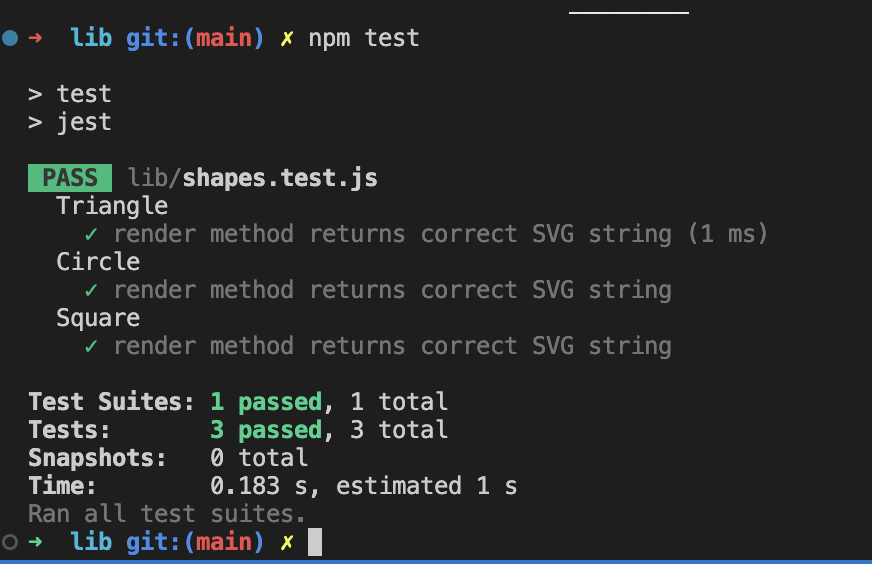 ➜ lib git:(main) ✗ npm test
> test
> jest
PASS lib/shapes.test.js
Triangle
✓ render method returns correct SVG string (1 ms)
Circle
✓ render method returns correct SVG string
Square
✓ render method returns correct SVG string
Test Suites: 1 passed, 1 total
Tests: 3 passed, 3 total
Snapshots: 0 total
Time: 0.183 s, estimated 1 s
Ran all test suites.
➜ lib git:(main) ✗